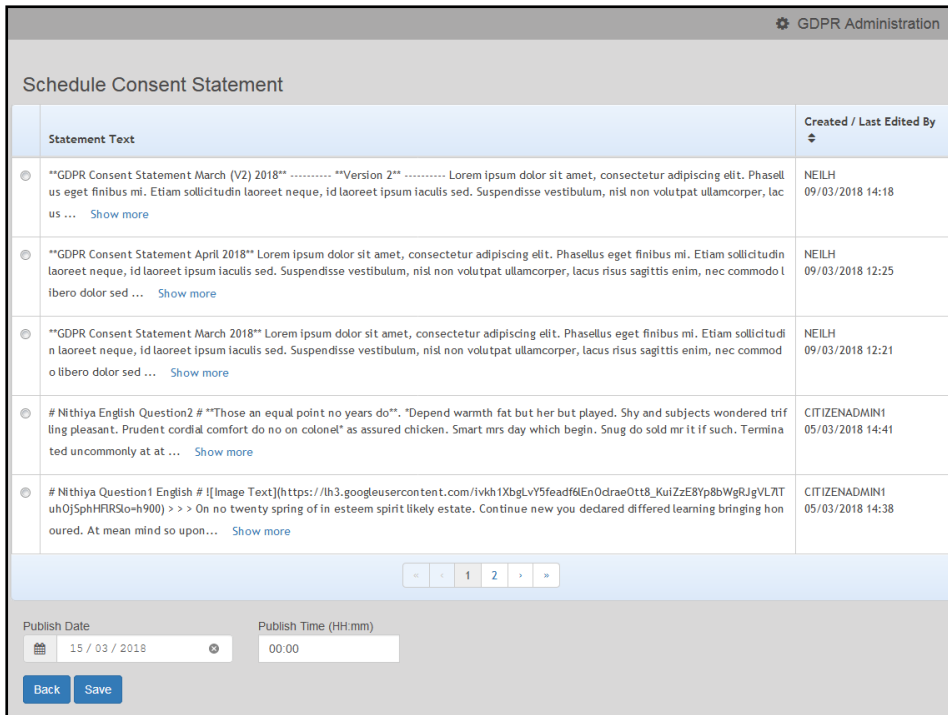 GDPR Administration
Schedule Consent Statement
Statement Text
Created / Last Edited By
**GDPR Consent Statement March (V2) 2018** ---------- **Version 2** ---------- Lorem ipsum dolor sit amet, consectetur adipiscing elit. Phasell
us eget finibus mi. Etiam sollicitudin laoreet neque, id laoreet ipsum iaculis sed. Suspendisse vestibulum, nisl non volutpat ullamcorper, lac
us ... Show more
NEILH
09/03/2018 14:18
**GDPR Consent Statement April 2018** Lorem ipsum dolor sit amet, consectetur adipiscing elit. Phasellus eget finibus mi. Etiam sollicitudin
laoreet neque, id laoreet ipsum iaculis sed. Suspendisse vestibulum, nisl non volutpat ullamcorper, lacus risus sagittis enim, nec commodo l
ibero dolor sed ... Show more
NEILH
09/03/2018 12:25
**GDPR Consent Statement March 2018** Lorem ipsum dolor sit amet, consectetur adipiscing elit. Phasellus eget finibus mi. Etiam sollicitudi
n laoreet neque, id laoreet ipsum iaculis sed. Suspendisse vestibulum, nisl non volutpat ullamcorper, lacus risus sagittis enim, nec commod
o libero dolor sed ... Show more
NEILH
09/03/2018 12:21
# Nithiya English Question2 # **Those an equal point no years do**. *Depend warmth fat but her but played. Shy and subjects wondered trif
ling pleasant. Prudent cordial comfort do no on colonel* as assured chicken. Smart mrs day which begin. Snug do sold mr it if such. Termina
ted uncommonly at at ... Show more
CITIZENADMIN1
05/03/2018 14:41
# Nithiya Question1 English # > > > On no twenty spring of in esteem spirit likely estate. Continue new you declared differed learning bringing hon
oured. At mean mind so upon... Show more
CITIZENADMIN1
05/03/2018 14:38
« ‹ 1 2 › »
Publish Date
Publish Time (HH:mm)
15 / 03 / 2018
00:00
Back Save